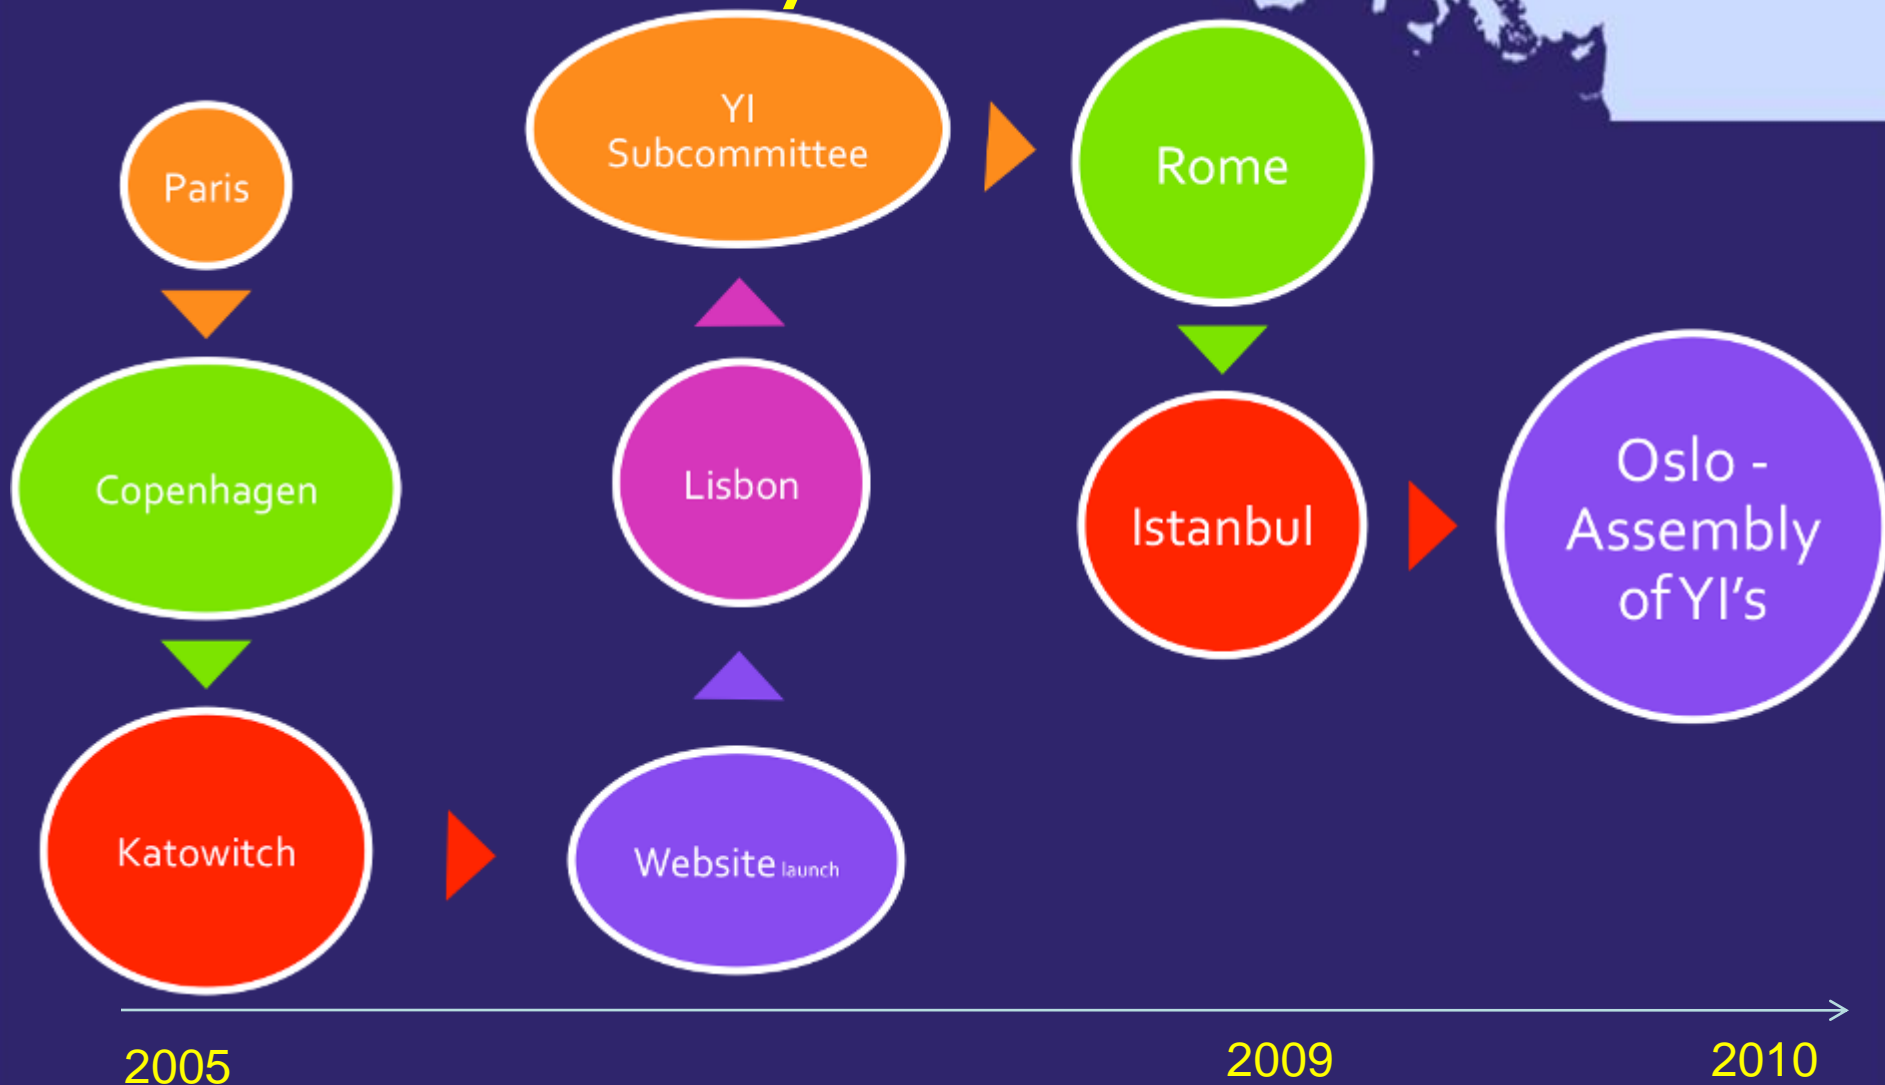 Paris
Copenhagen
Katowitch
Website launch
Lisbon
YI
Subcommittee
Rome
Istanbul
Oslo -
Assembly
of YI's
2005
2009
2010